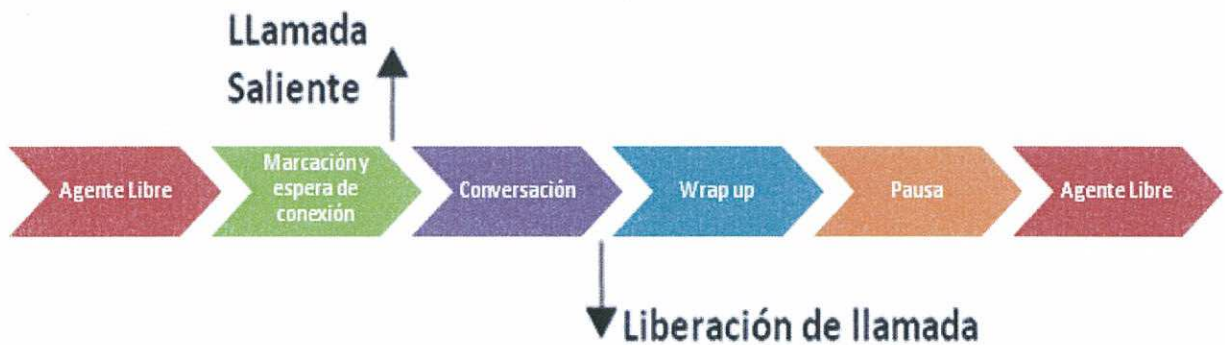 LLamada
Saliente
Agente Libre
Marcación y
espera de
conexión
Conversación
Wrap up
Pausa
Agente Libre
Liberación de llamada